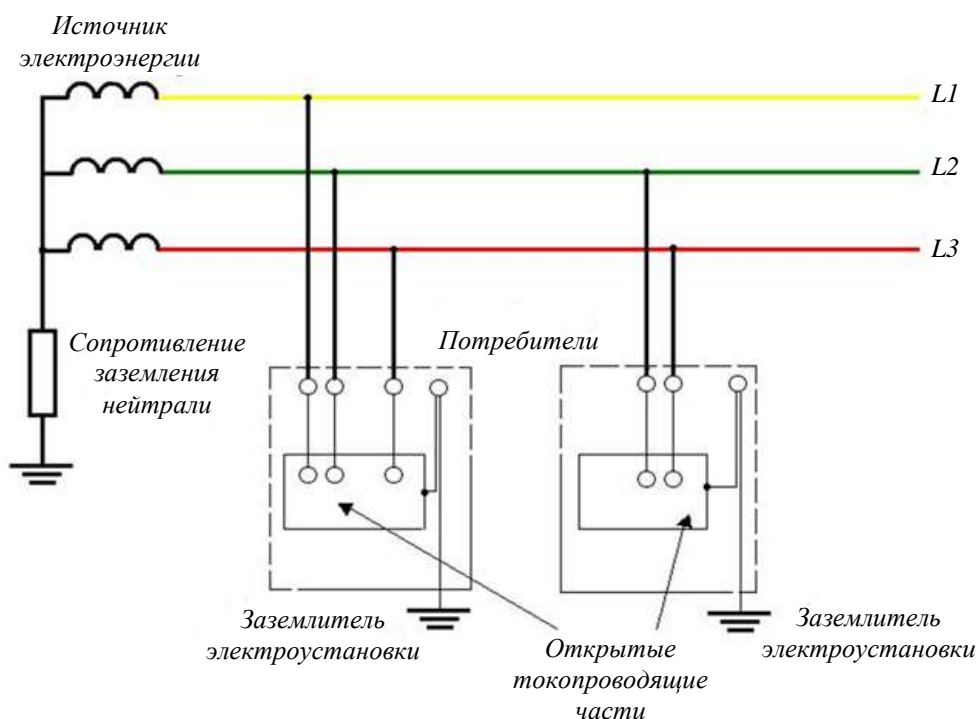 Источник
электроэнергии
L1
L2
L3
Сопротивление
заземления
нейтрали
Потребители
Заземлитель
электроустановки
Открытые
токопроводящие
части
Заземлитель
электроустановки